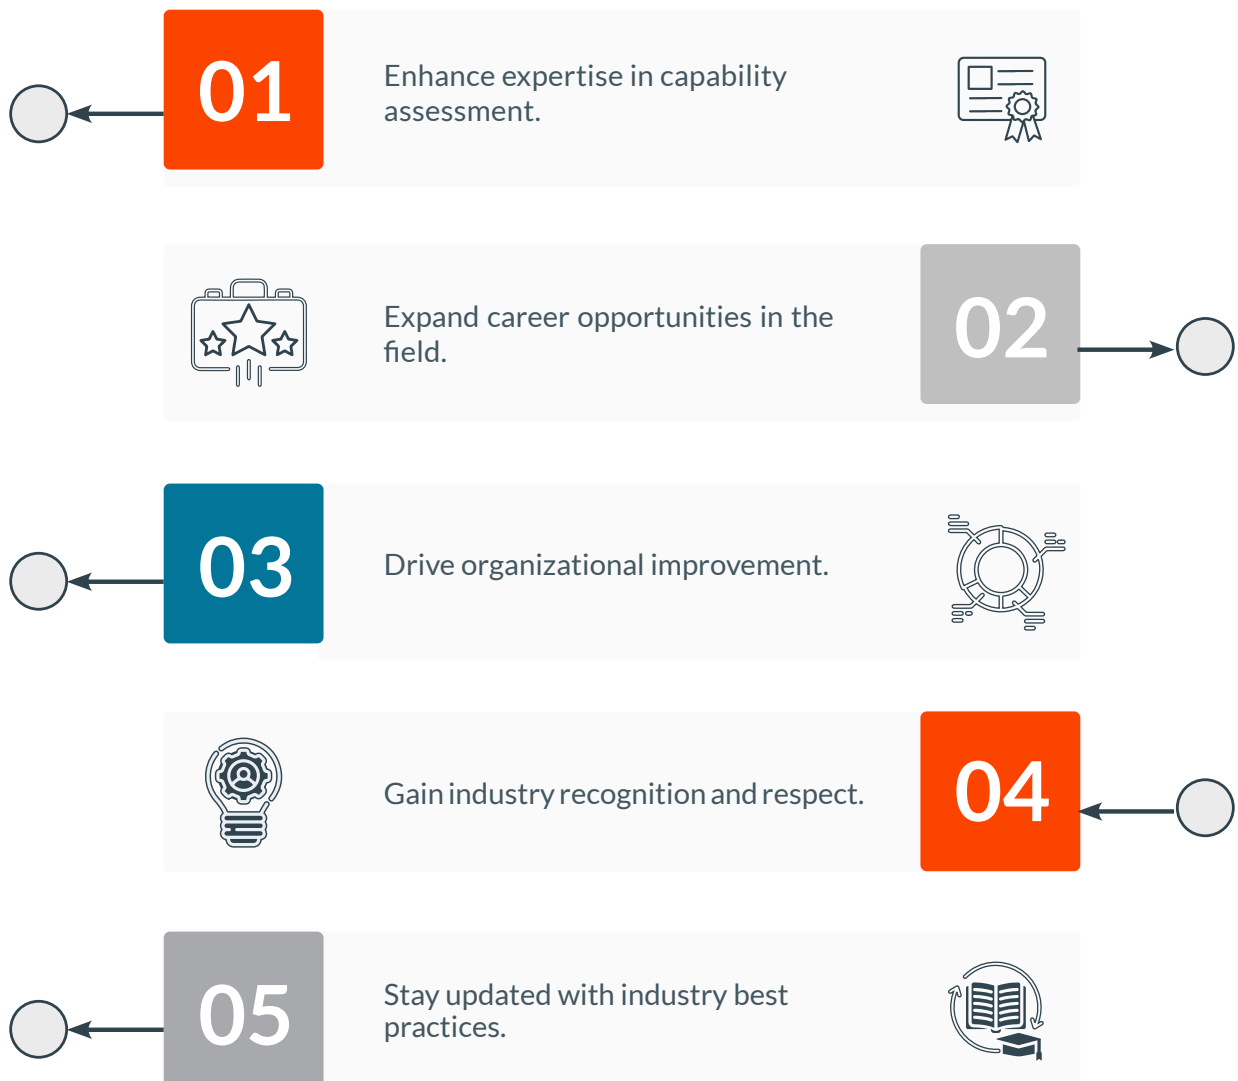 01
Enhance expertise in capability
assessment.
Expand career opportunities in the
field.
02
03
Drive organizational improvement.
Gain industry recognition and respect.
04
05
Stay updated with industry best
practices.